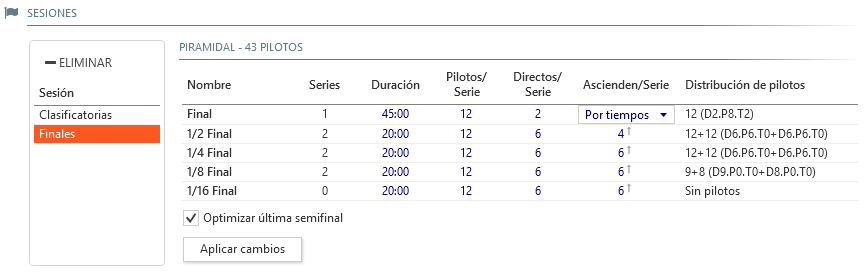 SESIONES
ELIMINAR
Sesión
Clasificatorias
Finales
PIRAMIDAL - 43 PILOTOS
Nombre Series Duración Pilotos/Serie Directos/Serie Ascienden/Serie Distribución de pilotos
Final 1 45:00 12 2 Por tiempos 12 (D2.P8.T2)
1/2 Final 2 20:00 12 6 4↑ 12+12 (D6.P6.T0+D6.P6.T0)
1/4 Final 2 20:00 12 6 6↑ 12+12 (D6.P6.T0+D6.P6.T0)
1/8 Final 2 20:00 12 6 6↑ 9+8 (D9.P0.T0+D8.P0.T0)
1/16 Final 0 20:00 12 6 6↑ Sin pilotos
Optimizar última semifinal
Aplicar cambios